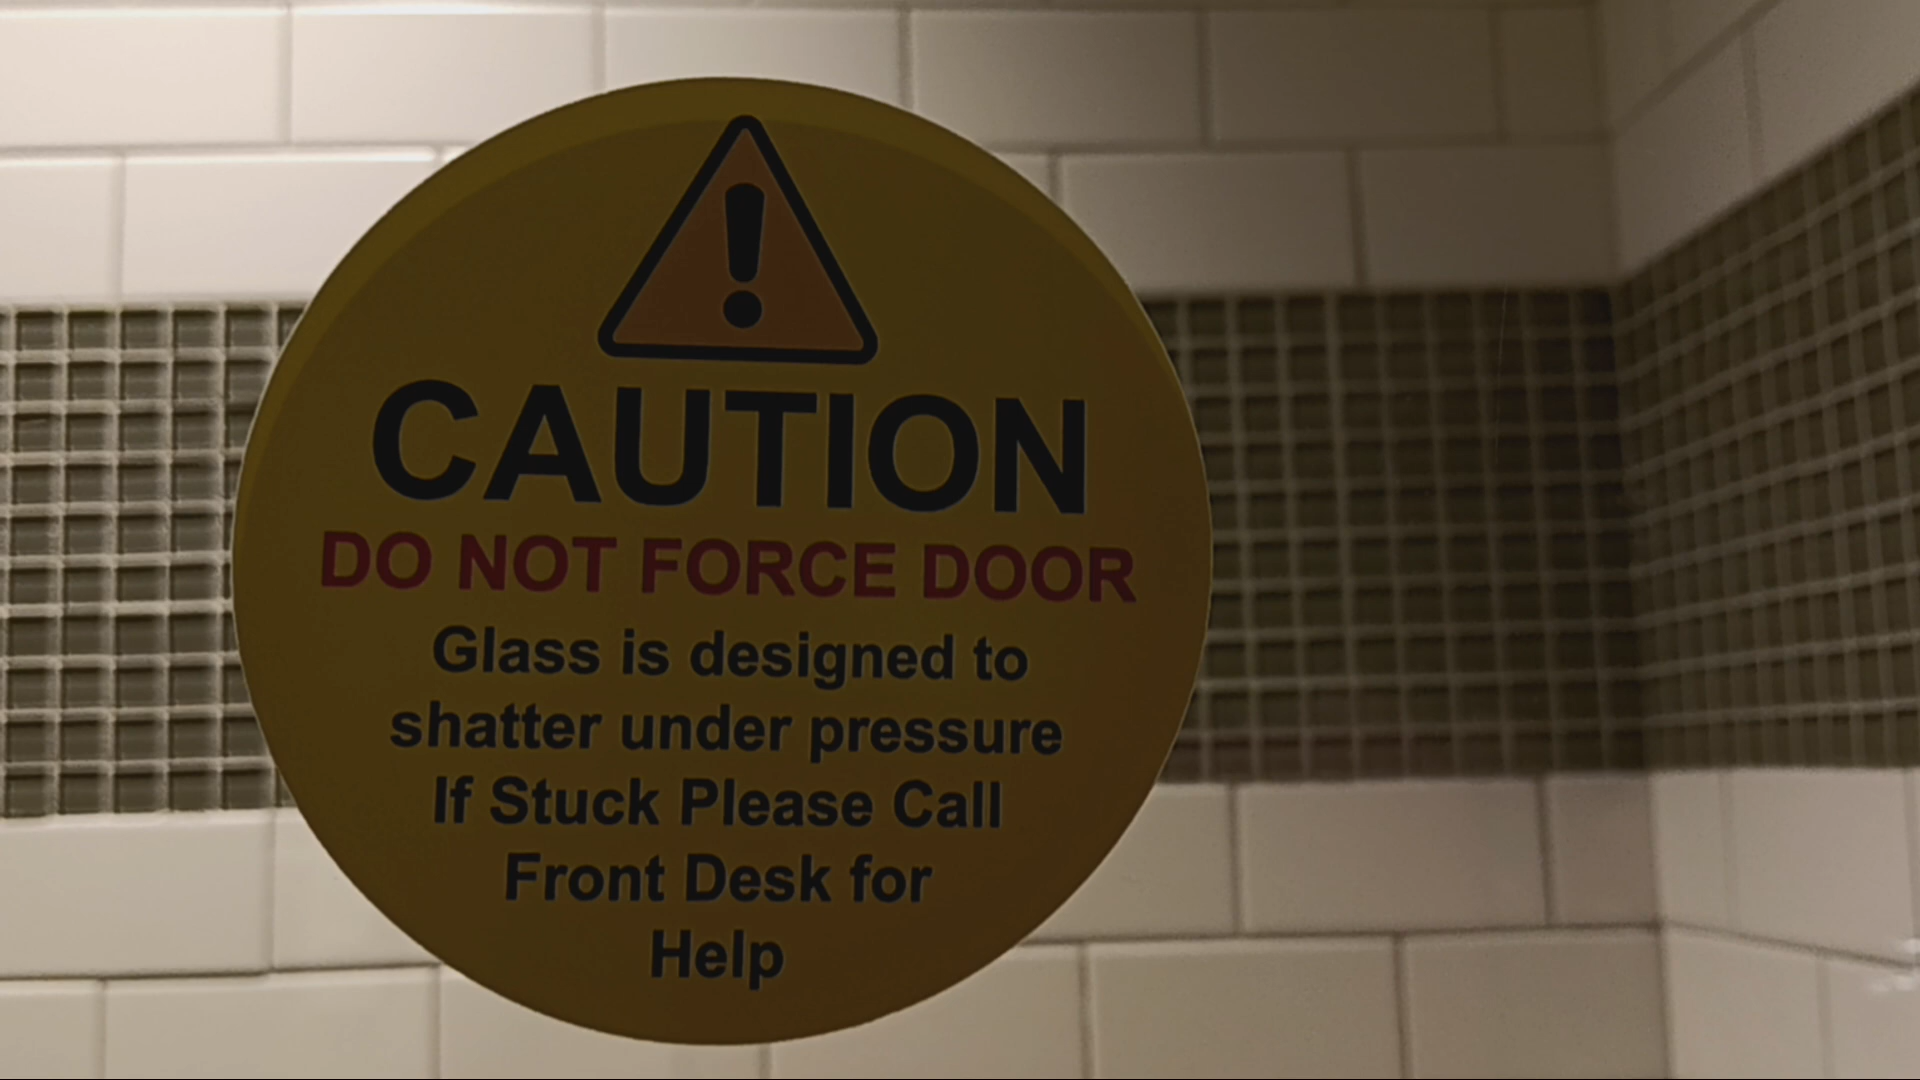 CAUTION
DO NOT FORCE DOOR
Glass is designed to
shatter under pressure
If Stuck Please Call
Front Desk for
Help